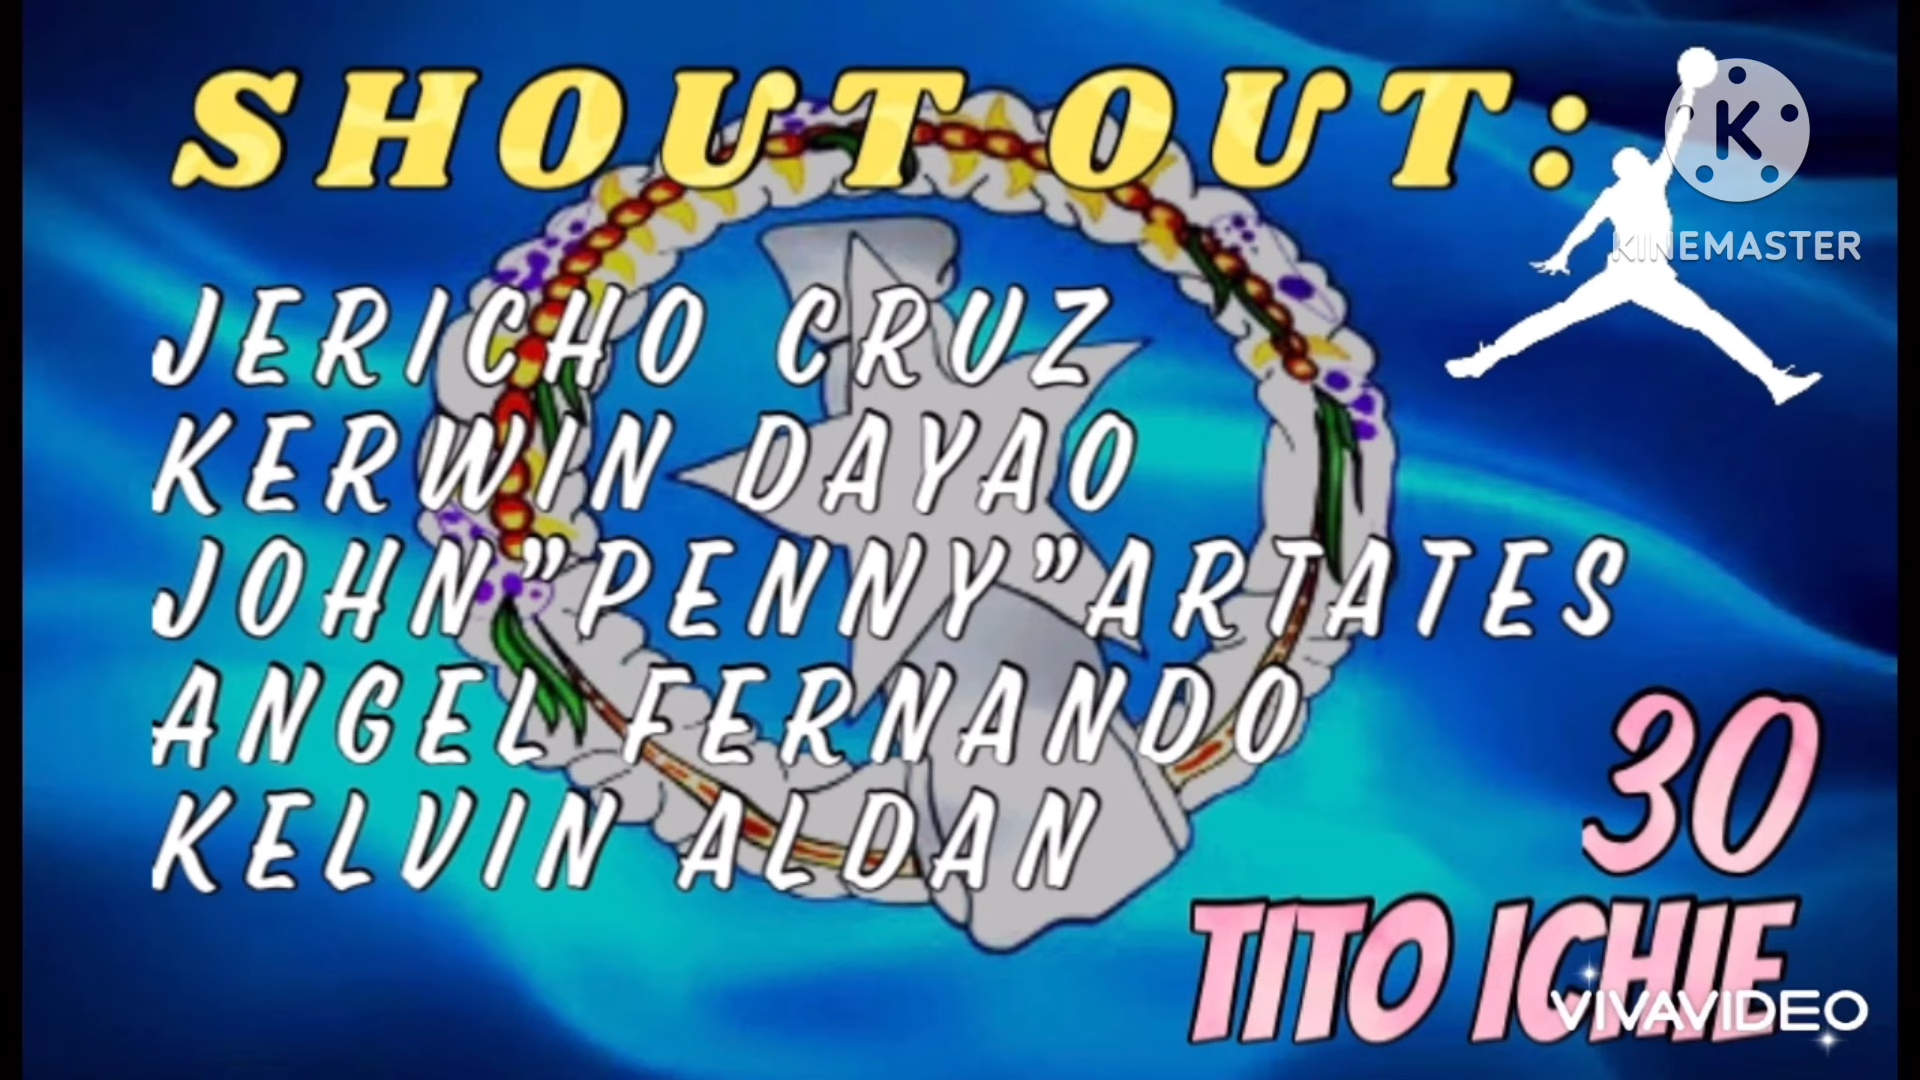 SHOUT OUT:
K
KINEMASTER
JERICHO CRUZ
KERWIN DAYAO
JOHN"PENNY"ARTATES
ANGEL FERNANDO
KELVIN ALDAN
30
TITO ICHIE
VIVAVIDEO